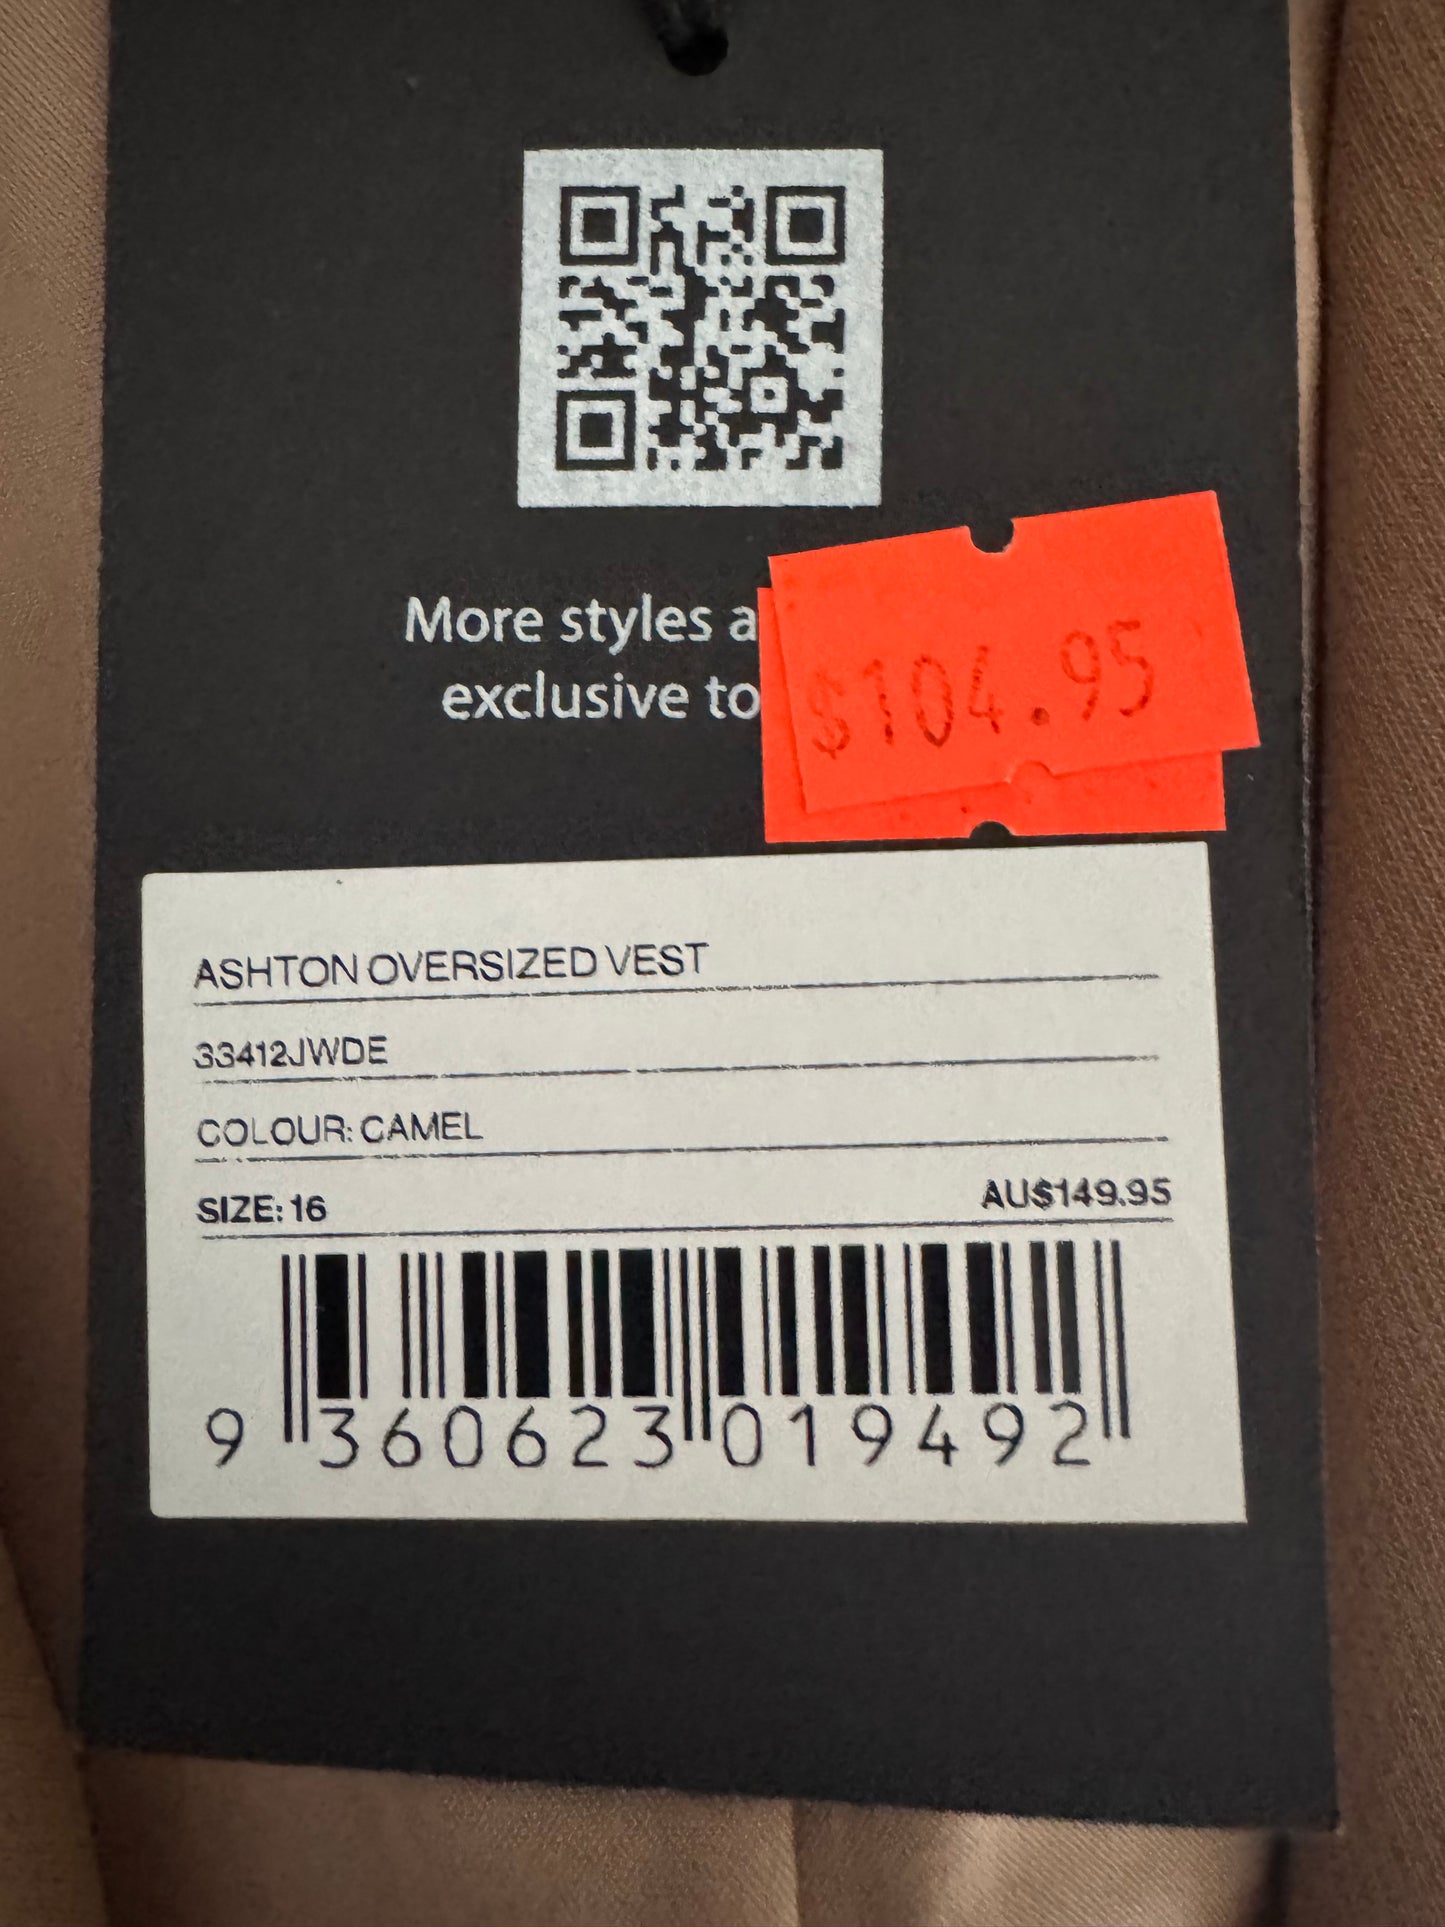 More styles a
exclusive to
$104.95
ASHTON OVERSIZED VEST
33412JWDE
COLOUR: CAMEL
SIZE: 16 AU$149.95
9 360623 019492